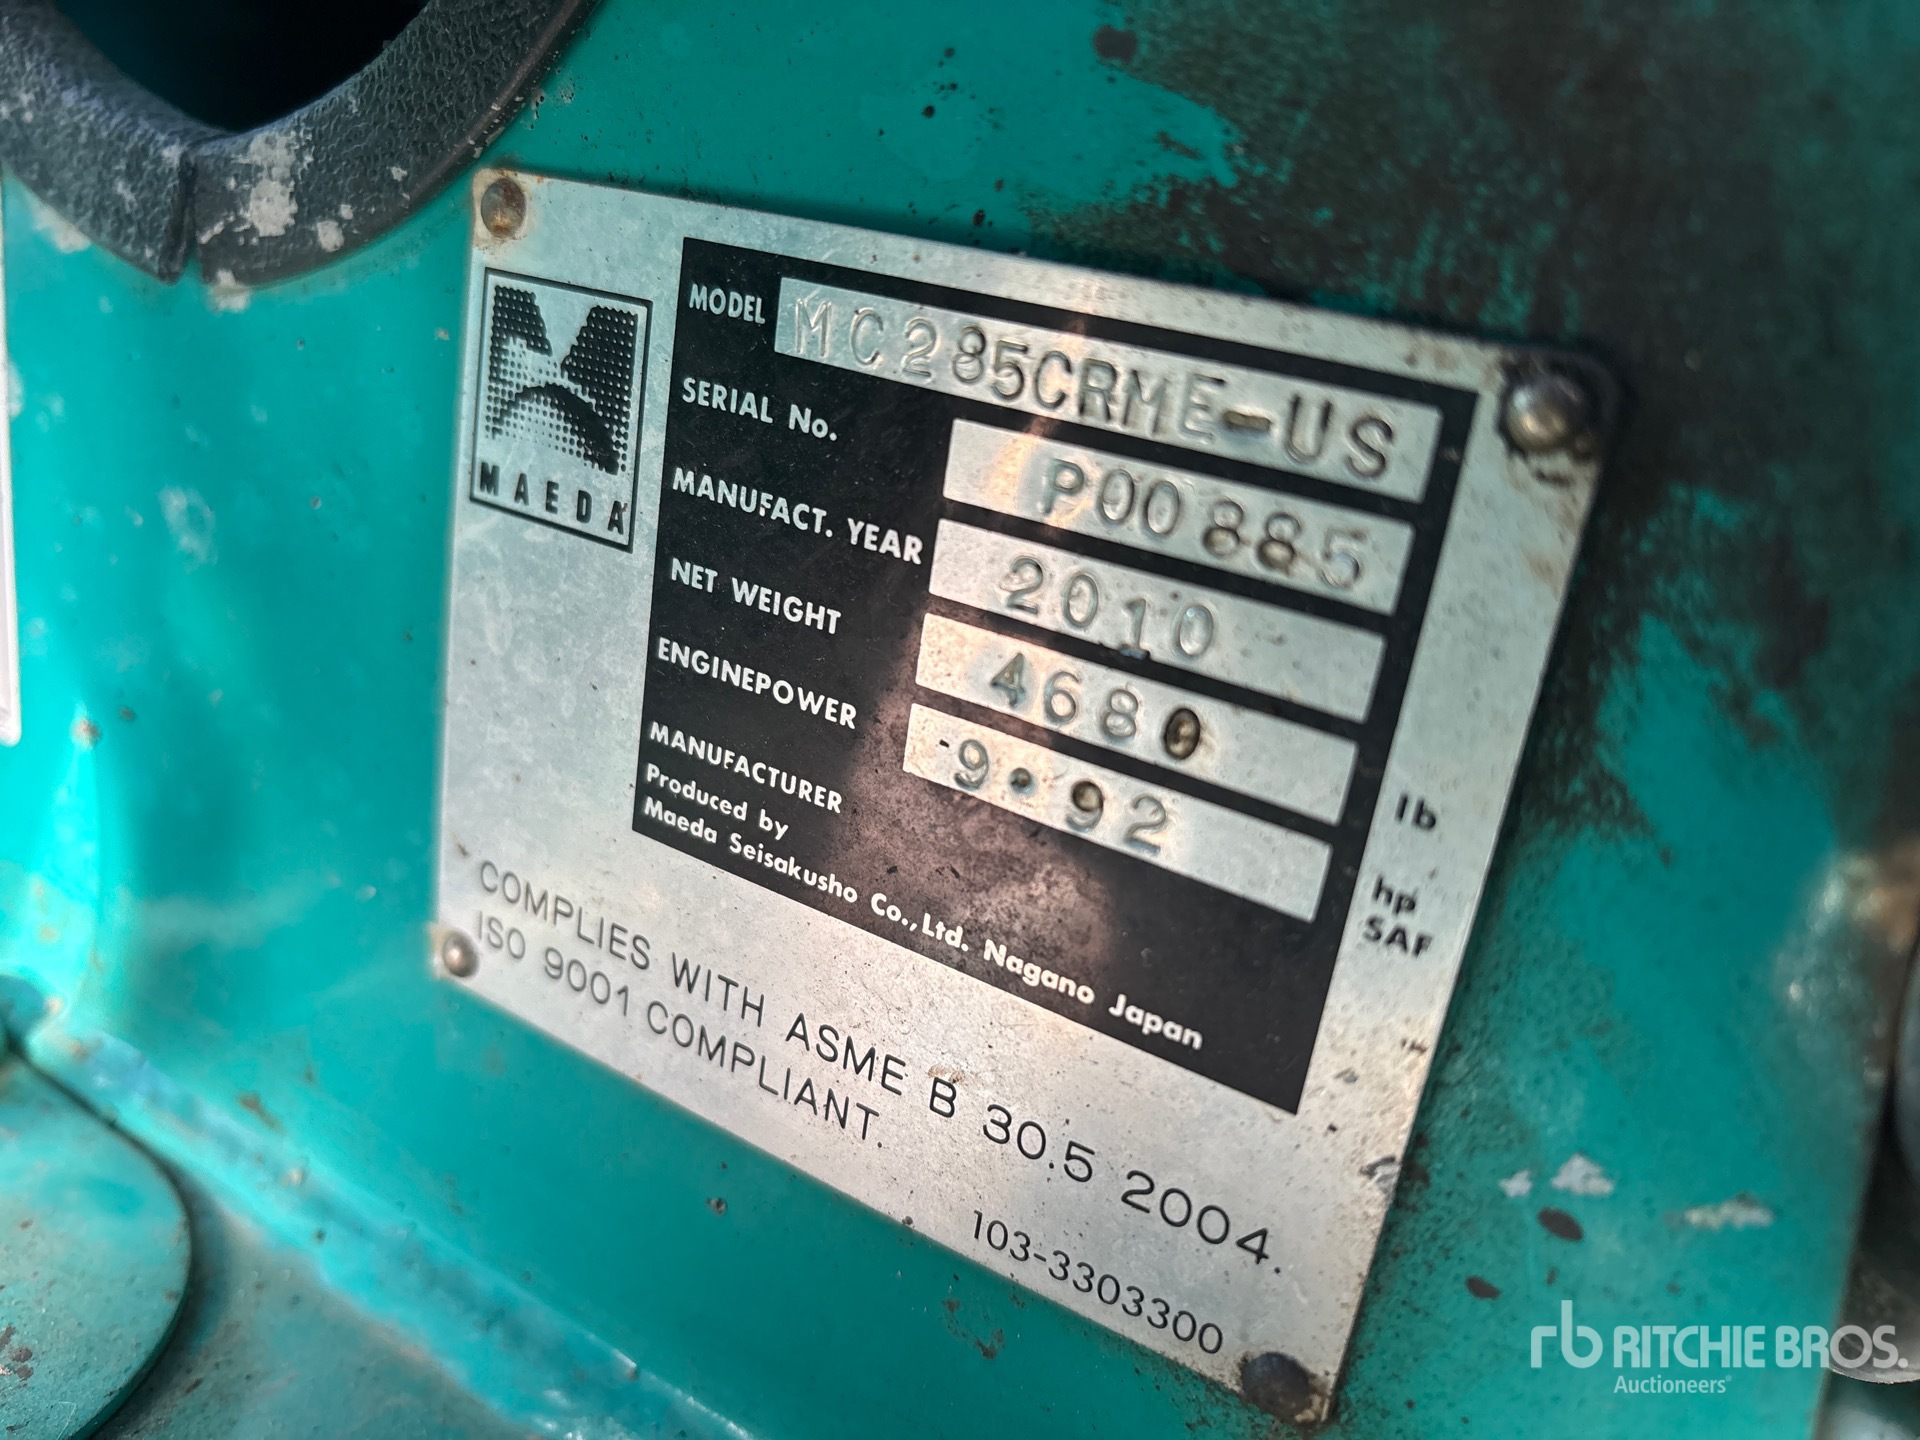 MAEDA
MODEL MC285CRME-US
SERIAL No. P00885
MANUFACT. YEAR 2010
NET WEIGHT 4680 lb
ENGINEPOWER 9.92 hp
SAE
MANUFACTURER
Produced by
Maeda Seisakusho Co.,Ltd. Nagano Japan
COMPLIES WITH ASME B 30.5 2004.
ISO 9001 COMPLIANT.
103-3303300
rb RITCHIE BROS.
Auctioneers